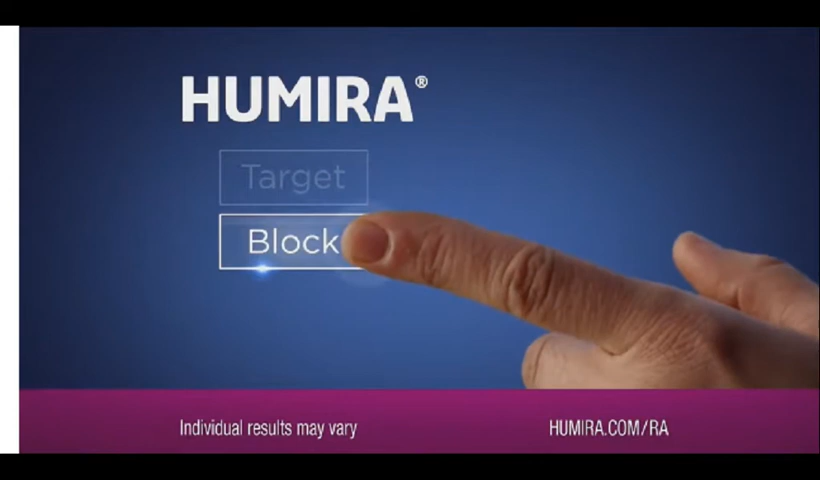 HUMIRA®
Target
Block
Individual results may vary
HUMIRA.COM/RA